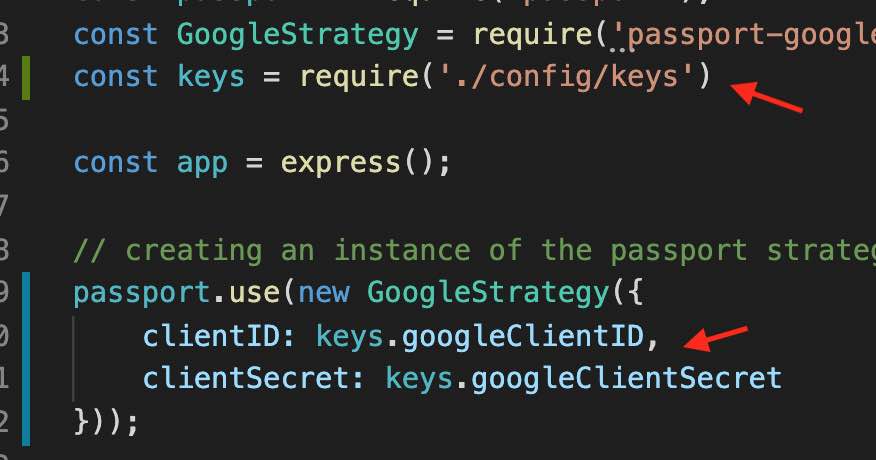 3 const GoogleStrategy = require('passport-google
4 const keys = require('./config/keys')
5
6 const app = express();
7
8 // creating an instance of the passport strateg
9 passport.use(new GoogleStrategy({
0 clientID: keys.googleClientID,
1 clientSecret: keys.googleClientSecret
2 }));